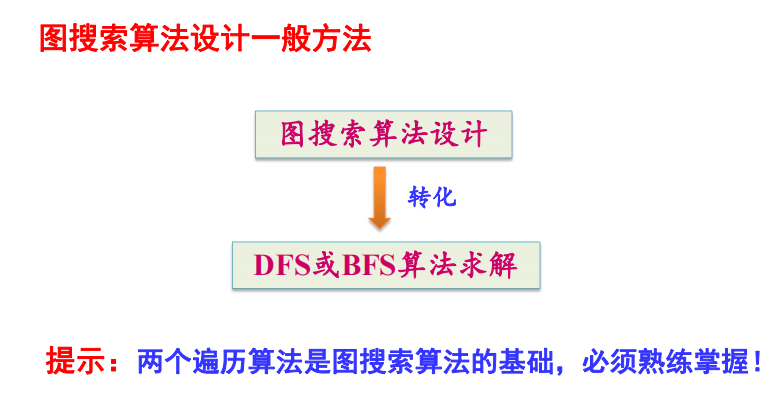 图搜索算法设计一般方法
图搜索算法设计
转化
DFS或BFS算法求解
提示：两个遍历算法是图搜索算法的基础，必须熟练掌握！